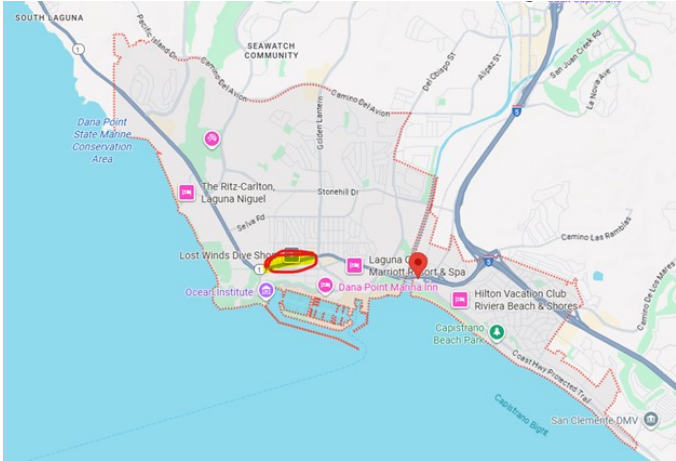 SOUTH LAGUNA
1
Pacific Island Dr
SEAWATCH
COMMUNITY
Camino Del Avion
Del Obispo St
Alipaz St
San Juan Creek Rd
La Nova Ave
5
Golden Lantern
Camino Del Avion
Dana Point
State Marine
Conservation
Area
The Ritz-Carlton,
Laguna Niguel
Stonehill Dr
Selva Rd
Camino Las Ramblas
Lost Winds Dive Sho
1
Laguna C
Marriott Resort & Spa
5
Camino De Los Mares
Ocean Institute
Dana Point Marina Inn
Hilton Vacation Club
Riviera Beach & Shores
Capistrano
Beach Park
Coast Hwy Protected Trail
Capistrano Bight
San Clemente DMV